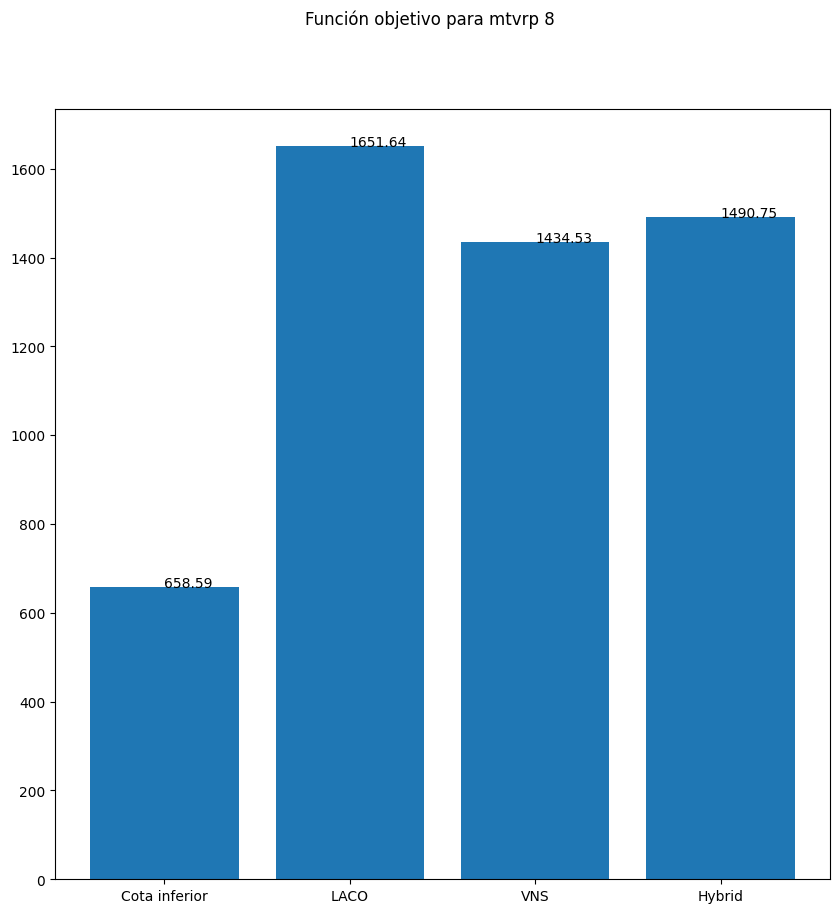 Función objetivo para mtvrp 8
1600
1400
1200
1000
800
600
400
200
0
1651.64
1490.75
1434.53
658.59
Cota inferior
LACO
VNS
Hybrid